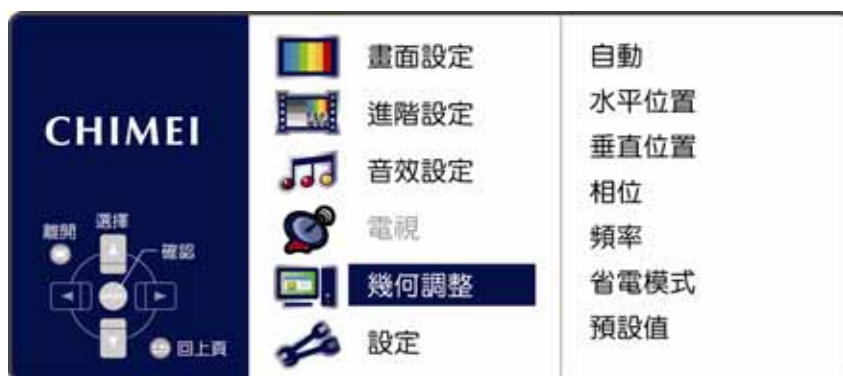 CHIMEI
離開
選擇
確認
回上頁
畫面設定
進階設定
音效設定
電視
幾何調整
設定
自動
水平位置
垂直位置
相位
頻率
省電模式
預設值